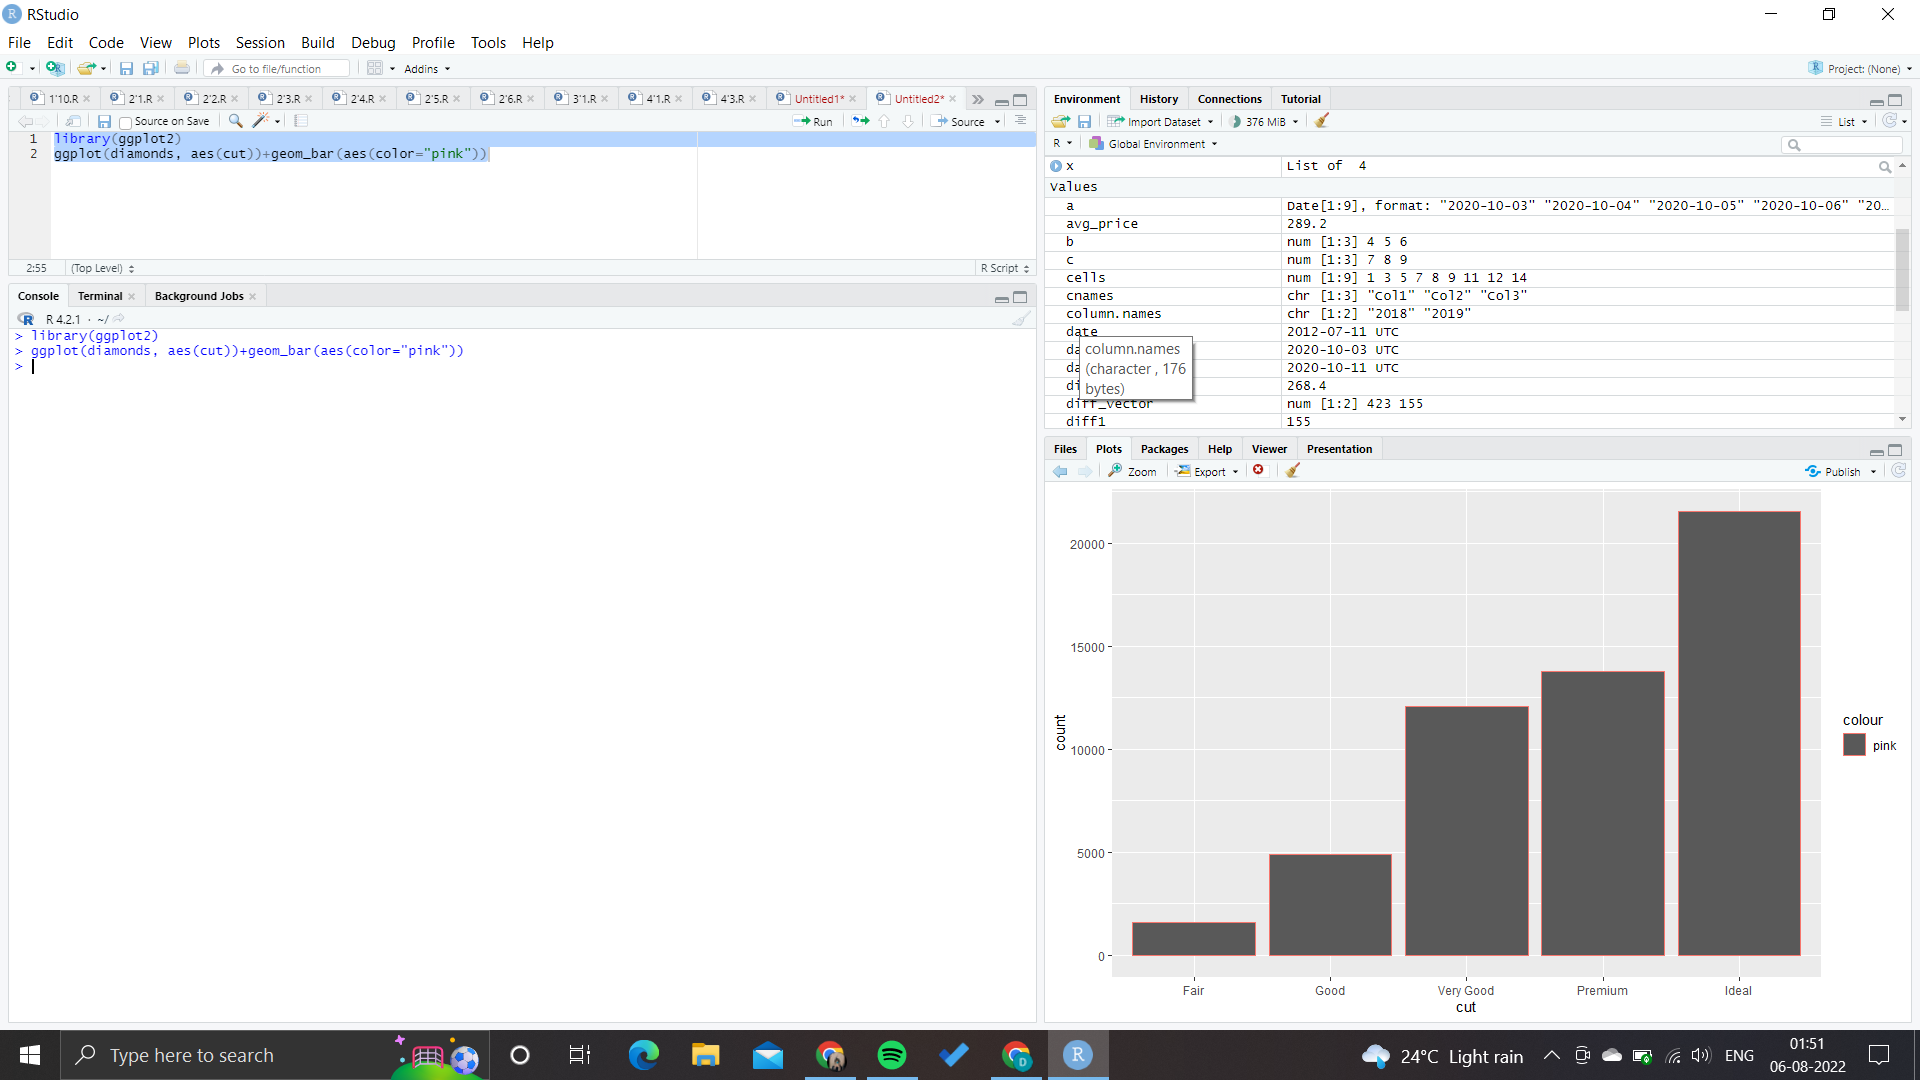 RStudio
File Edit Code View Plots Session Build Debug Profile Tools Help
Go to file/function Addins Project: (None)
1'10.R 2'1.R 2'2.R 2'3.R 2'4.R 2'5.R 2'6.R 3'1.R 4'1.R 4'3.R Untitled1* Untitled2*
Source on Save Run Source
1 library(ggplot2)
2 ggplot(diamonds, aes(cut))+geom_bar(aes(color="pink"))
2:55 (Top Level) R Script
Console Terminal Background Jobs
R 4.2.1 · ~/
> library(ggplot2)
> ggplot(diamonds, aes(cut))+geom_bar(aes(color="pink"))
>
Environment History Connections Tutorial
Import Dataset 376 MiB List
R Global Environment
x List of 4
Values
a Date[1:9], format: "2020-10-03" "2020-10-04" "2020-10-05" "2020-10-06" "20...
avg_price 289.2
b num [1:3] 4 5 6
c num [1:3] 7 8 9
cells num [1:9] 1 3 5 7 8 9 11 12 14
cnames chr [1:3] "Col1" "Col2" "Col3"
column.names chr [1:2] "2018" "2019"
date 2012-07-11 UTC
2020-10-03 UTC
2020-10-11 UTC
268.4
column.names
(character , 176
bytes)
diff_vector num [1:2] 423 155
diff1 155
Files Plots Packages Help Viewer Presentation
Zoom Export Publish
20000
15000
10000
5000
0
count
Fair Good Very Good Premium Ideal
cut
colour
pink
Type here to search
24°C Light rain ENG
01:51
06-08-2022